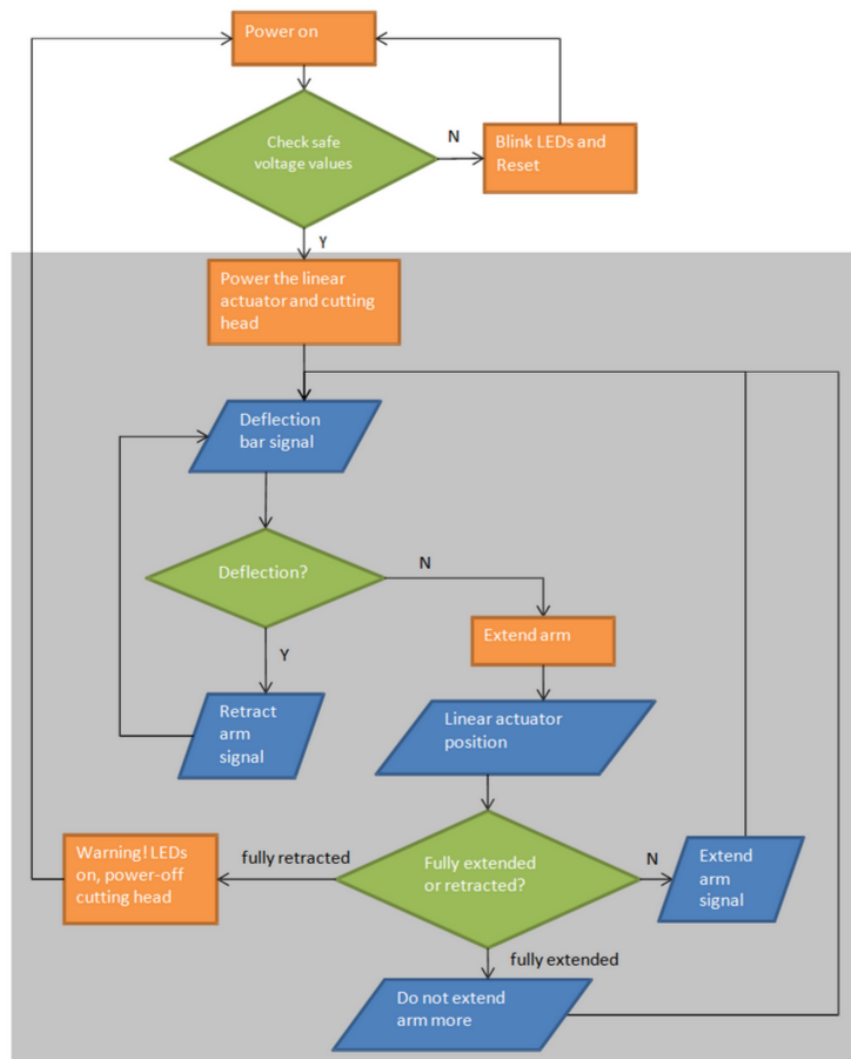 Power on
Check safe
voltage values
N
Blink LEDs and
Reset
Y
Power the linear
actuator and cutting
head
Deflection
bar signal
Deflection?
N
Y
Extend arm
Retract
arm
signal
Linear actuator
position
Warning! LEDs
on, power-off
cutting head
fully retracted
Fully extended
or retracted?
N
Extend
arm
signal
fully extended
Do not extend
arm more